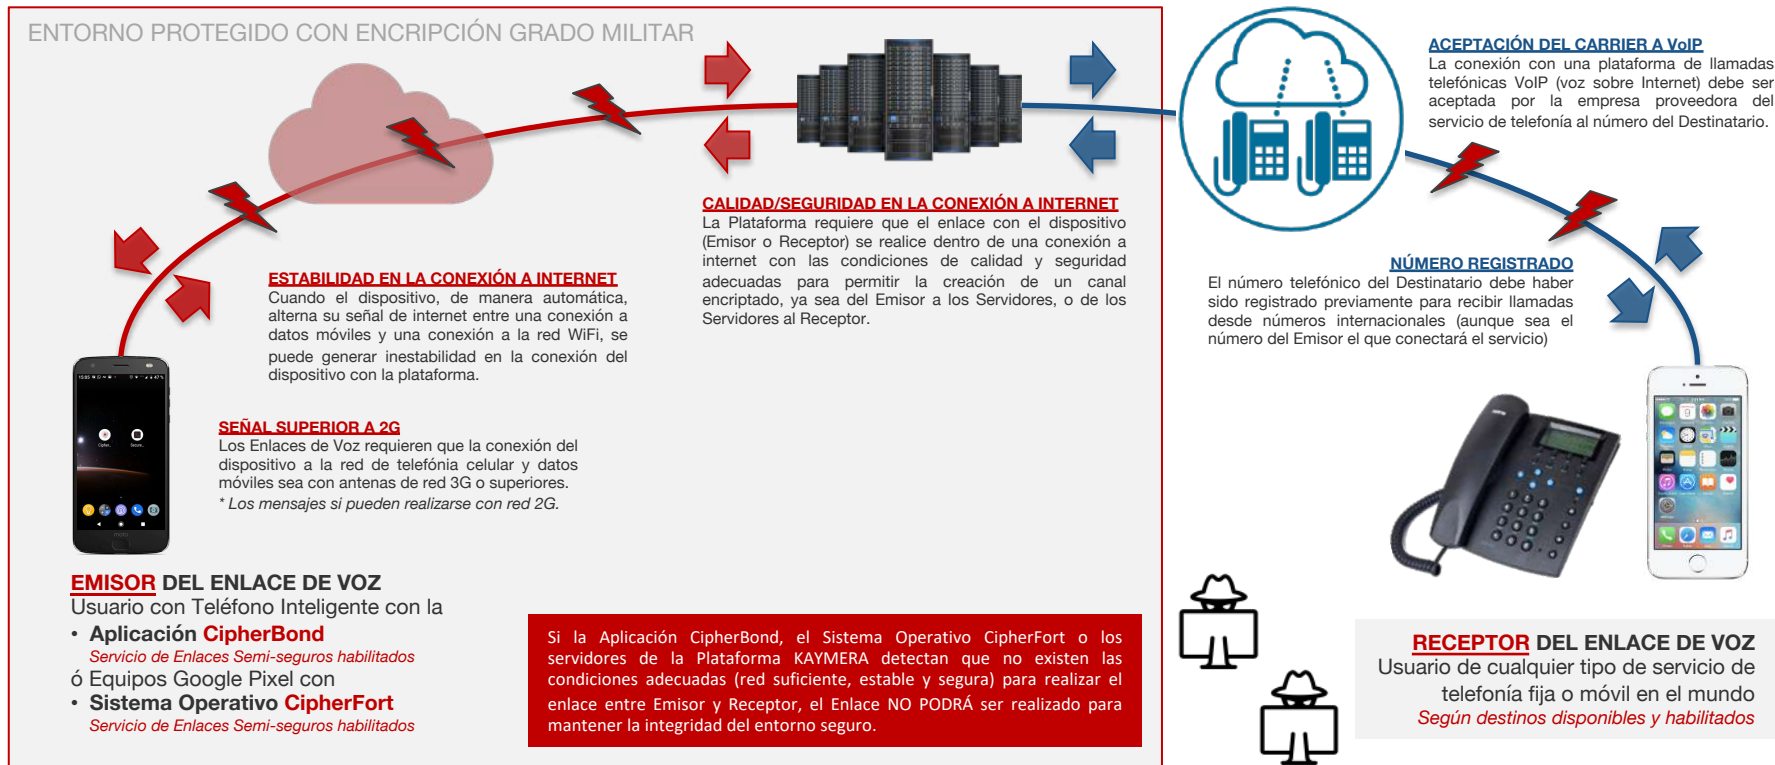 ENTORNO PROTEGIDO CON ENCRIPCIÓN GRADO MILITAR
ACEPTACIÓN DEL CARRIER A VoIP
La conexión con una plataforma de llamadas
telefónicas VoIP (voz sobre Internet) debe ser
aceptada por la empresa proveedora del
servicio de telefonía al número del Destinatario.
CALIDAD/SEGURIDAD EN LA CONEXIÓN A INTERNET
La Plataforma requiere que el enlace con el dispositivo
(Emisor o Receptor) se realice dentro de una conexión a
internet con las condiciones de calidad y seguridad
adecuadas para permitir la creación de un canal
encriptado, ya sea del Emisor a los Servidores, o de los
Servidores al Receptor.
NÚMERO REGISTRADO
El número telefónico del Destinatario debe haber
sido registrado previamente para recibir llamadas
desde números internacionales (aunque sea el
número del Emisor el que conectará el servicio)
ESTABILIDAD EN LA CONEXIÓN A INTERNET
Cuando el dispositivo, de manera automática,
alterna su señal de internet entre una conexión a
datos móviles y una conexión a la red WiFi, se
puede generar inestabilidad en la conexión del
dispositivo con la plataforma.
SEÑAL SUPERIOR A 2G
Los Enlaces de Voz requieren que la conexión del
dispositivo a la red de telefónia celular y datos
móviles sea con antenas de red 3G o superiores.
* Los mensajes si pueden realizarse con red 2G.
moto
EMISOR DEL ENLACE DE VOZ
Usuario con Teléfono Inteligente con la
• Aplicación CipherBond
Servicio de Enlaces Semi-seguros habilitados
ó Equipos Google Pixel con
• Sistema Operativo CipherFort
Servicio de Enlaces Semi-seguros habilitados
Si la Aplicación CipherBond, el Sistema Operativo CipherFort o los
servidores de la Plataforma KAYMERA detectan que no existen las
condiciones adecuadas (red suficiente, estable y segura) para realizar el
enlace entre Emisor y Receptor, el Enlace NO PODRÁ ser realizado para
mantener la integridad del entorno seguro.
RECEPTOR DEL ENLACE DE VOZ
Usuario de cualquier tipo de servicio de
telefonía fija o móvil en el mundo
Según destinos disponibles y habilitados